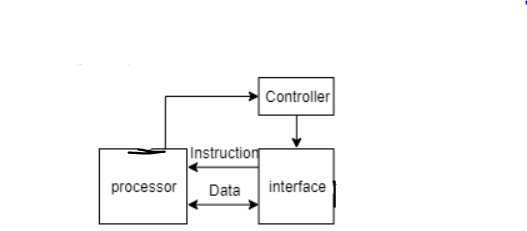 Controller
Instruction
processor
Data
interface